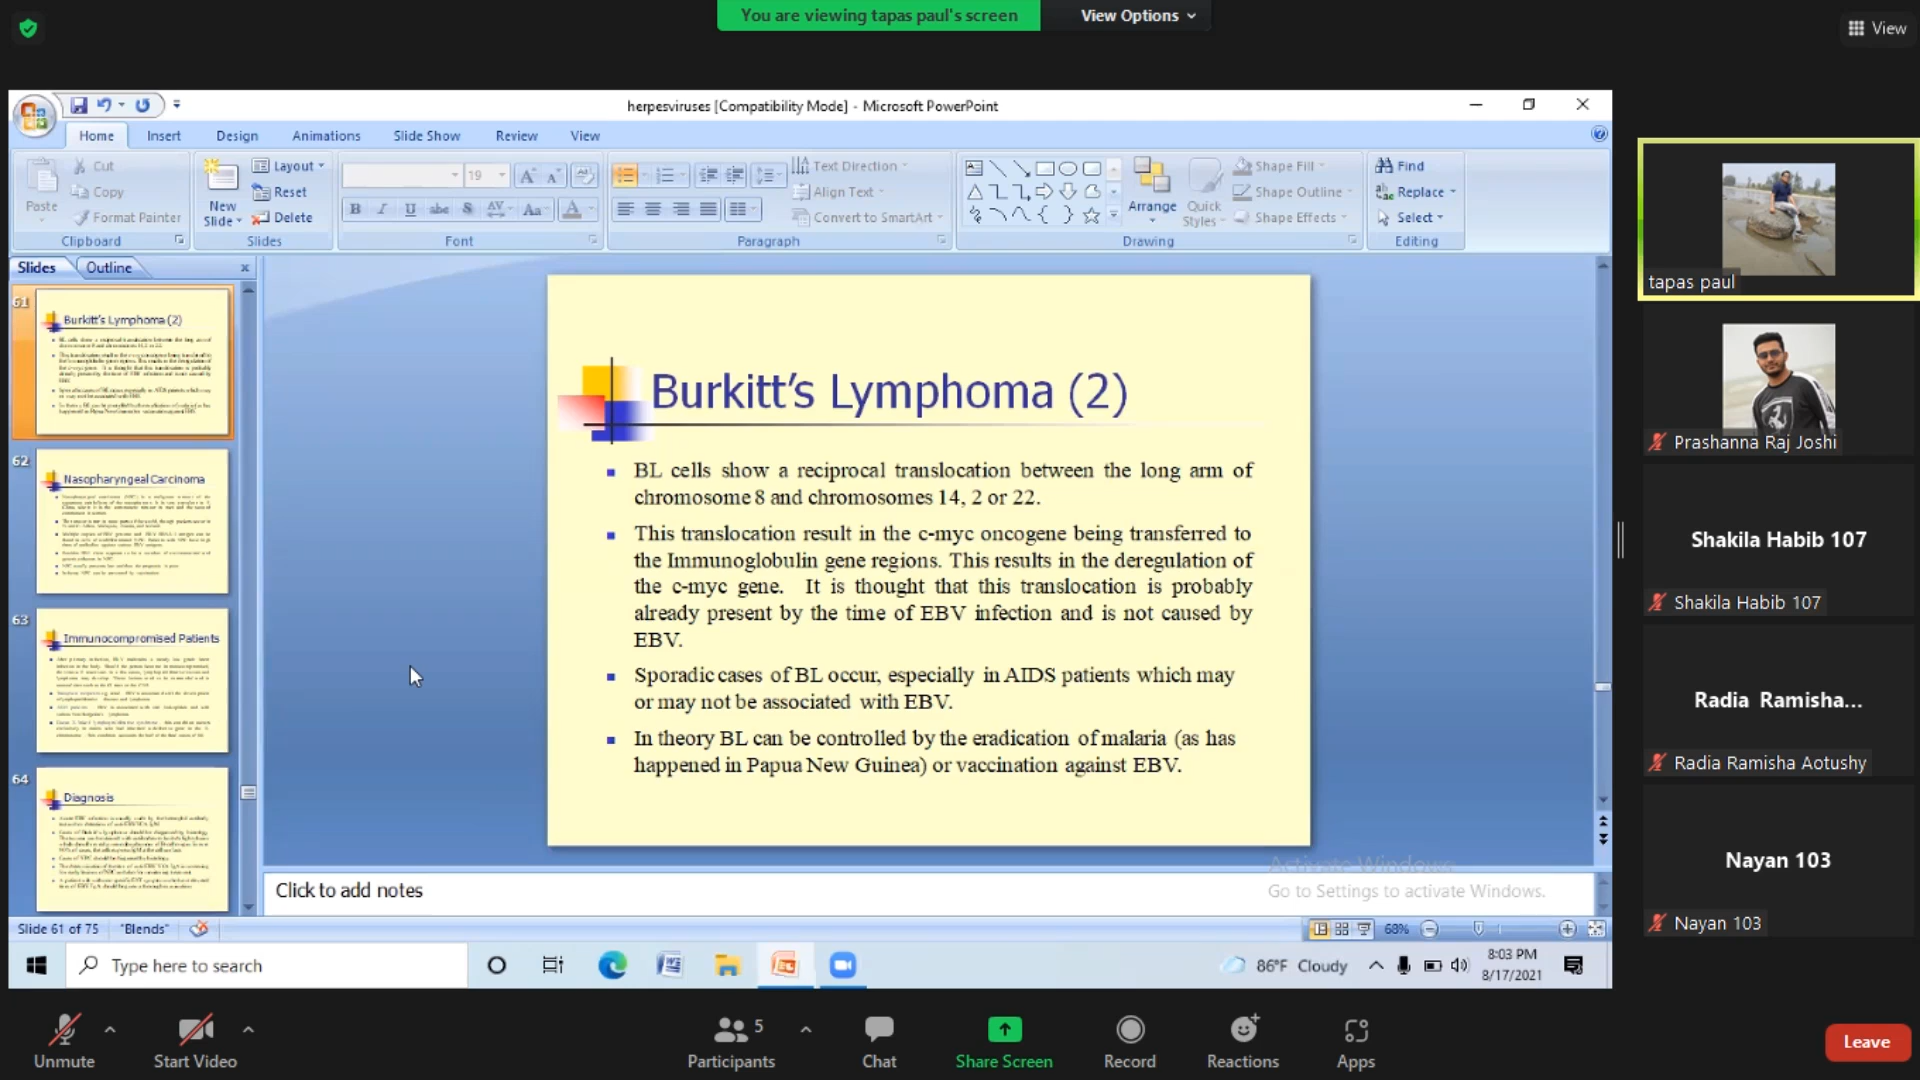 You are viewing tapas paul's screen
View Options
View
herpesviruses [Compatibility Mode] - Microsoft PowerPoint
Home
Insert
Design
Animations
Slide Show
Review
View
Paste
Cut
Copy
Format Painter
Clipboard
New
Slide
Layout
Reset
Delete
Slides
19
Font
Text Direction
Align Text
Convert to SmartArt
Paragraph
Arrange
Quick
Styles
Shape Fill
Shape Outline
Shape Effects
Drawing
Find
Replace
Select
Editing
Slides
Outline
61
Burkitt's Lymphoma (2)
62
Nasopharyngeal Carcinoma
63
Immunocompromised Patients
64
Diagnosis
Burkitt's Lymphoma (2)
BL cells show a reciprocal translocation between the long arm of
chromosome 8 and chromosomes 14, 2 or 22.
This translocation result in the c-myc oncogene being transferred to
the Immunoglobulin gene regions. This results in the deregulation of
the c-myc gene. It is thought that this translocation is probably
already present by the time of EBV infection and is not caused by
EBV.
Sporadic cases of BL occur, especially in AIDS patients which may
or may not be associated with EBV.
In theory BL can be controlled by the eradication of malaria (as has
happened in Papua New Guinea) or vaccination against EBV.
Activate Windows
Go to Settings to activate Windows.
Click to add notes
Slide 61 of 75
"Blends"
68%
Type here to search
86°F Cloudy
8:03 PM
8/17/2021
tapas paul
Prashanna Raj Joshi
Shakila Habib 107
Shakila Habib 107
Radia Ramisha...
Radia Ramisha Aotushy
Nayan 103
Nayan 103
Unmute
Start Video
5
Participants
Chat
Share Screen
Record
Reactions
Apps
Leave